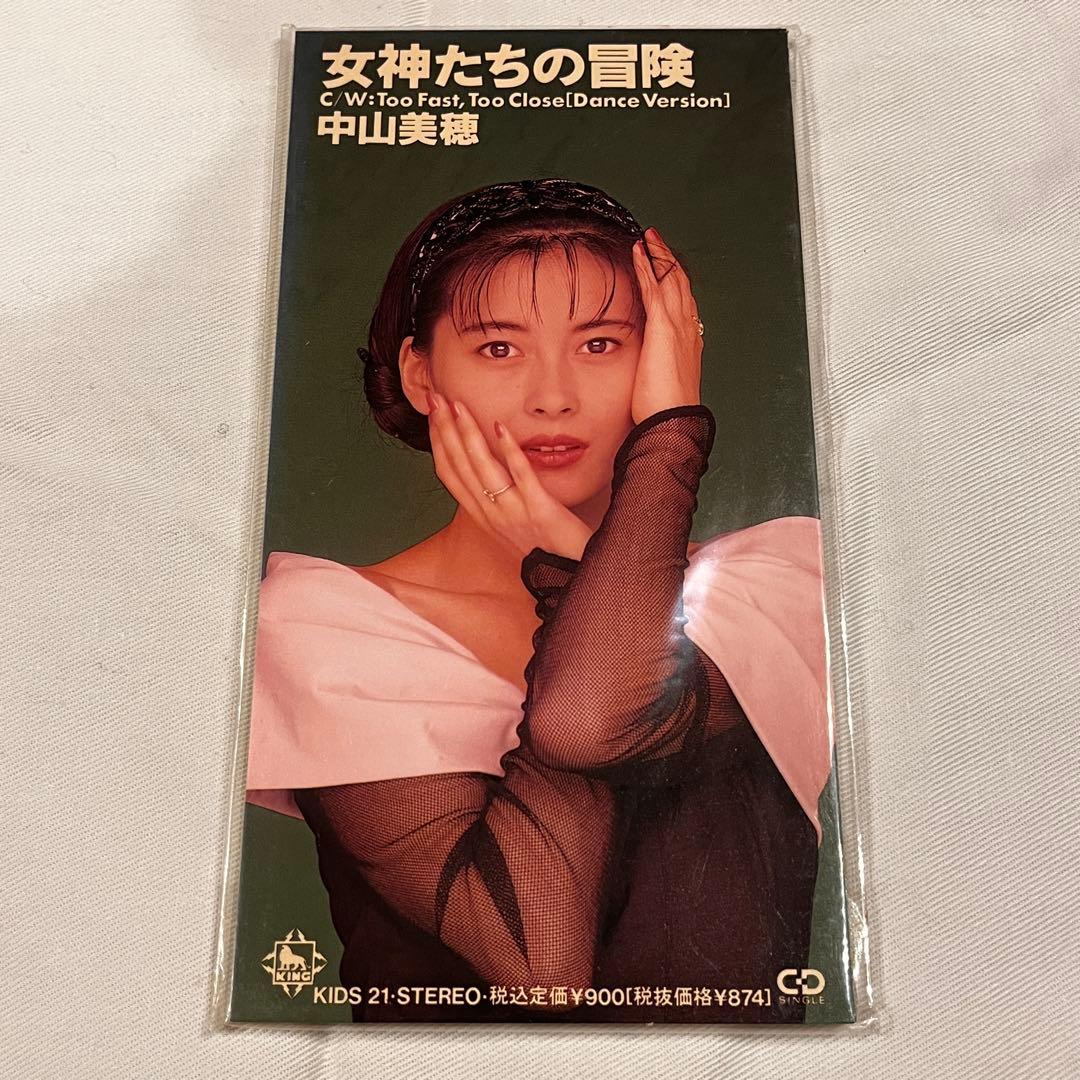 女神たちの冒険
C/W:Too Fast, Too Close[Dance Version]
中山美穂
KING
KIDS 21·STEREO·税込定価¥900[税抜価格¥874]
CD
SINGLE